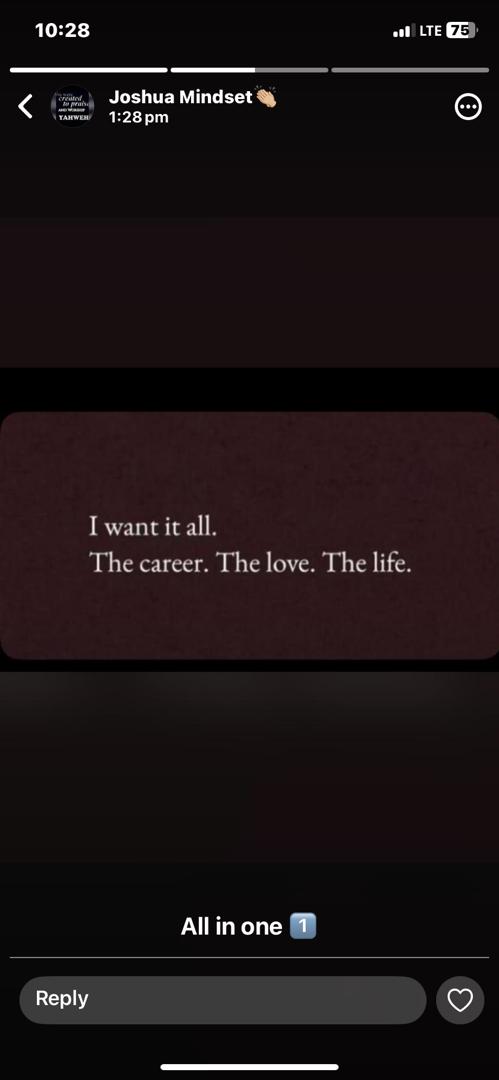 10:28
LTE 75
created
to praise
AND WORSHIP
YAHWEH
Joshua Mindset👏🏼
1:28 pm
I want it all.
The career. The love. The life.
All in one 1️⃣
Reply